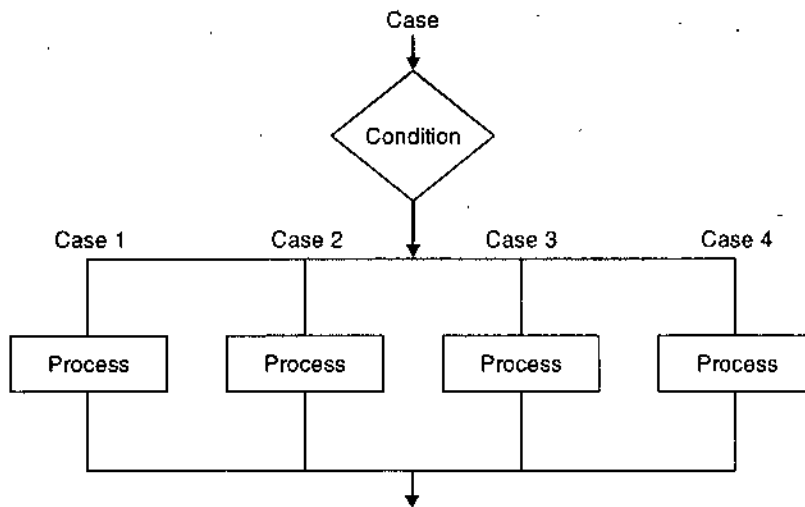 Case
Condition
Case 1 Case 2 Case 3 Case 4
Process Process Process Process